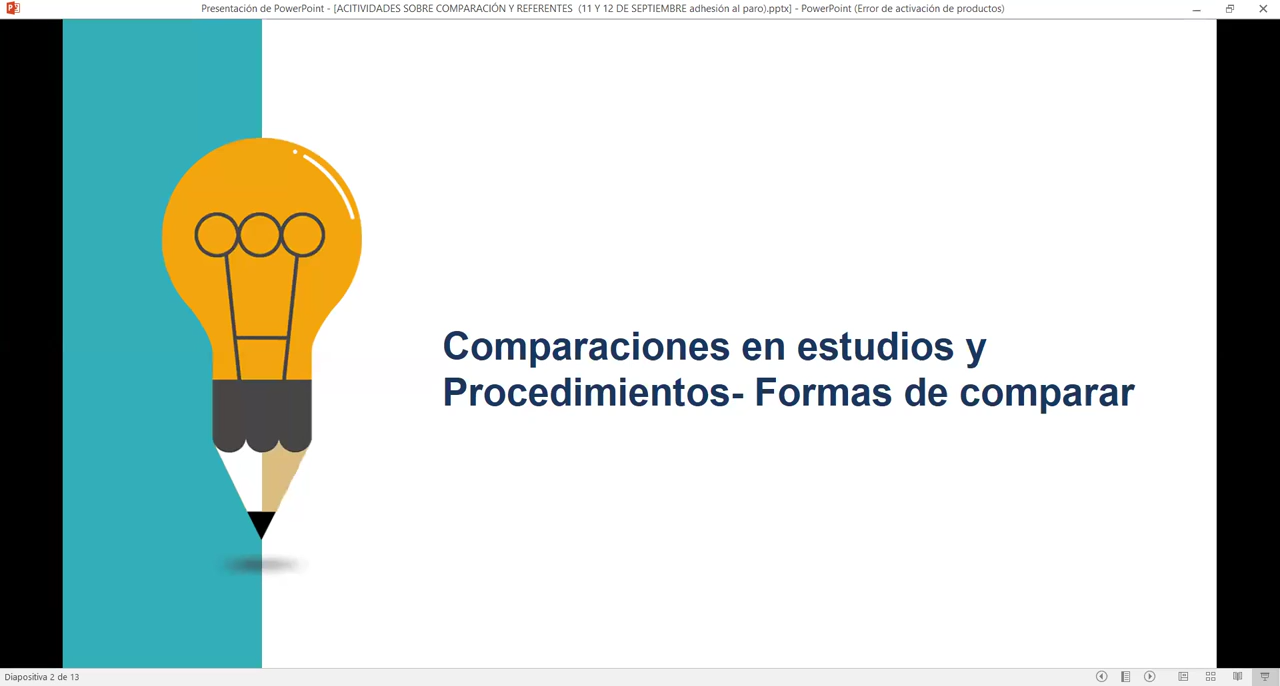 Presentación de PowerPoint - [ACITIVIDADES SOBRE COMPARACIÓN Y REFERENTES (11 Y 12 DE SEPTIEMBRE adhesión al paro).pptx] - PowerPoint (Error de activación de productos)
Comparaciones en estudios y
Procedimientos- Formas de comparar
Diapositiva 2 de 13